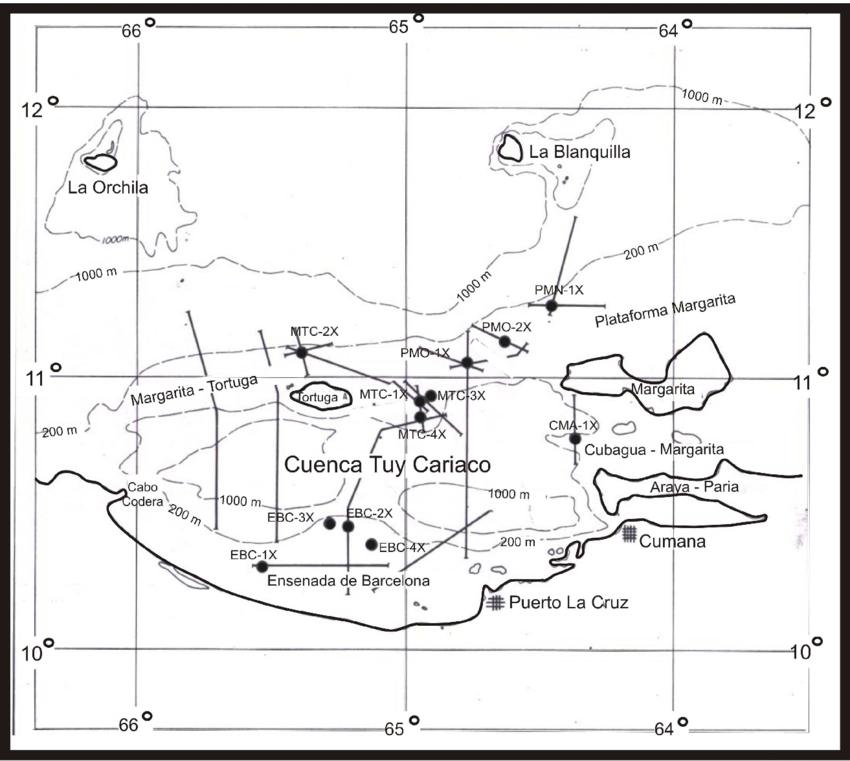 66°
65°
64°
12°
1000 m
12°
La Blanquilla
La Orchila
1000m
200 m
1000 m
1000 m
PMN-1X
Plataforma Margarita
PMO-2X
MTC-2X
PMO-1X
11°
11°
Margarita - Tortuga
Tortuga
MTC-1X
MTC-3X
Margarita
200 m
MTC-4X
CMA-1X
Cubagua - Margarita
Cuenca Tuy Cariaco
Cabo
Codera
1000 m
1000 m
Araya - Paria
200 m
EBC-3X
EBC-2X
200 m
Cumana
EBC-4X
EBC-1X
Ensenada de Barcelona
Puerto La Cruz
10°
10°
66°
65°
64°